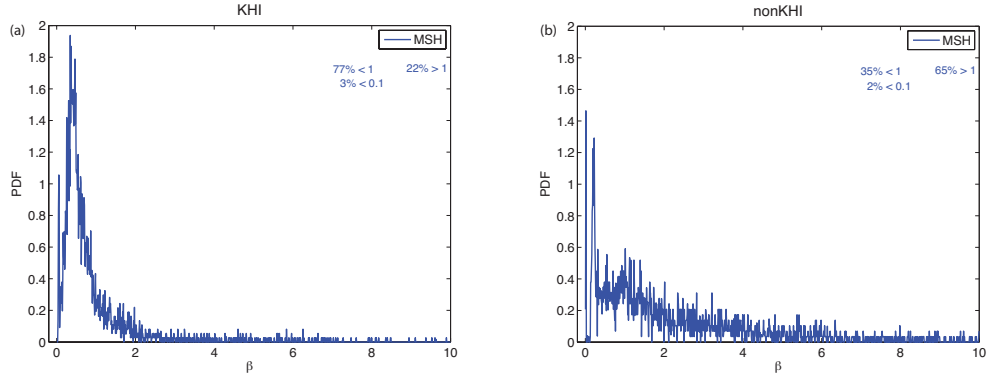 KHI
(a)
MSH
77% < 1 22% > 1
3% < 0.1
2
1.8
1.6
1.4
1.2
1
0.8
0.6
0.4
0.2
0
PDF
0 2 4 6 8 10
β
nonKHI
(b)
MSH
35% < 1 65% > 1
2% < 0.1
2
1.8
1.6
1.4
1.2
1
0.8
0.6
0.4
0.2
0
PDF
0 2 4 6 8 10
β